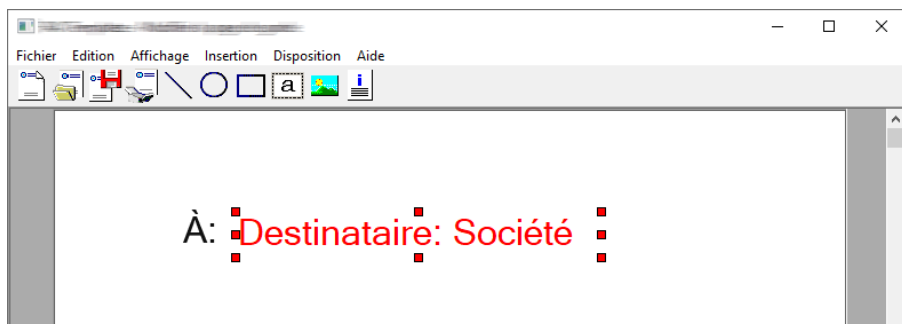 Fichier Edition Affichage Insertion Disposition Aide
a i
À: Destinataire: Société